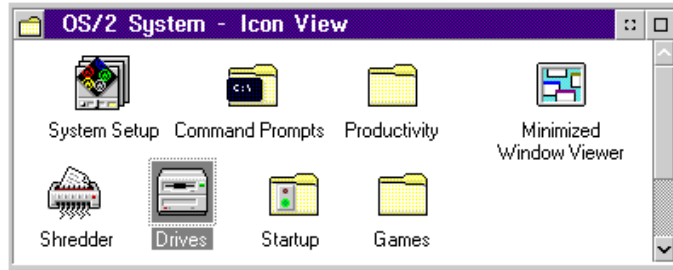 OS/2 System - Icon View
C:\
System Setup
Command Prompts
Productivity
Minimized
Window Viewer
Shredder
Drives
Startup
Games